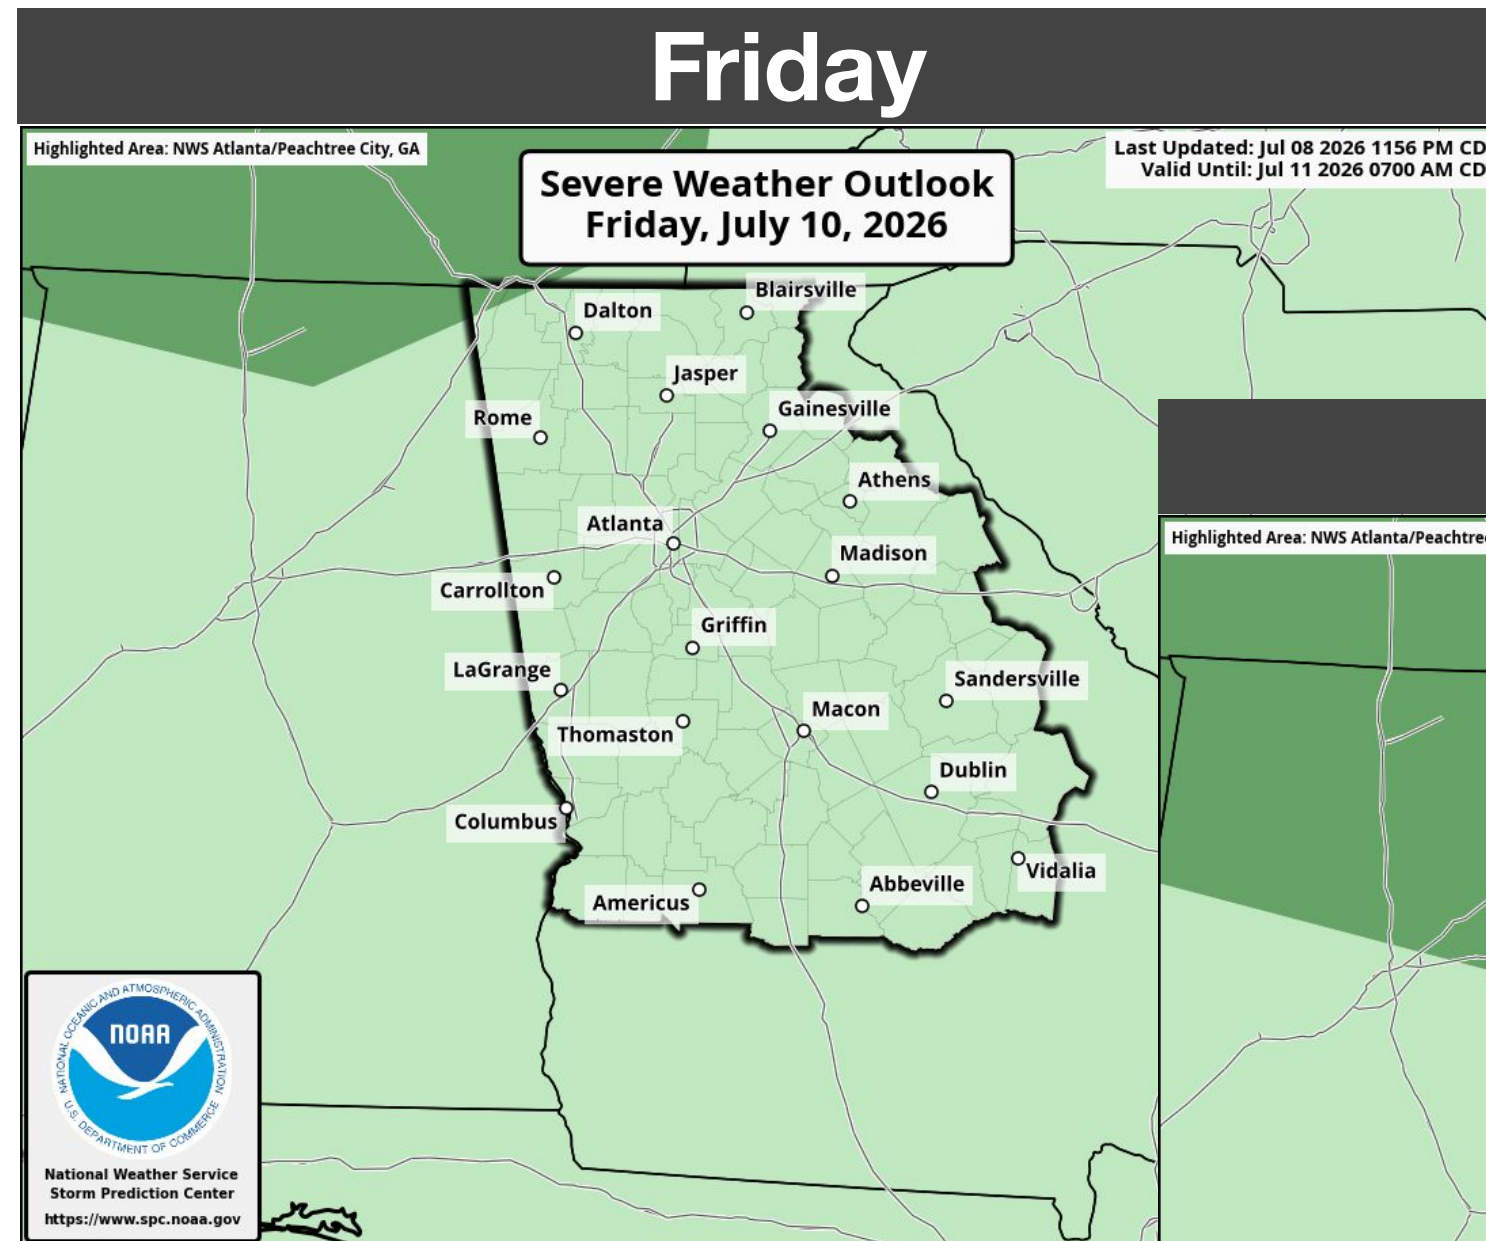 Friday
Highlighted Area: NWS Atlanta/Peachtree City, GA
Last Updated: Jul 08 2026 1156 PM CD
Valid Until: Jul 11 2026 0700 AM CD
Severe Weather Outlook
Friday, July 10, 2026
Blairsville
Dalton
Jasper
Gainesville
Rome
Athens
Atlanta
Madison
Highlighted Area: NWS Atlanta/Peachtree
Carrollton
Griffin
LaGrange
Sandersville
Macon
Thomaston
Dublin
Columbus
Vidalia
Abbeville
Americus
NATIONAL OCEANIC AND ATMOSPHERIC ADMINISTRATION
NOAA
U.S. DEPARTMENT OF COMMERCE
National Weather Service
Storm Prediction Center
https://www.spc.noaa.gov